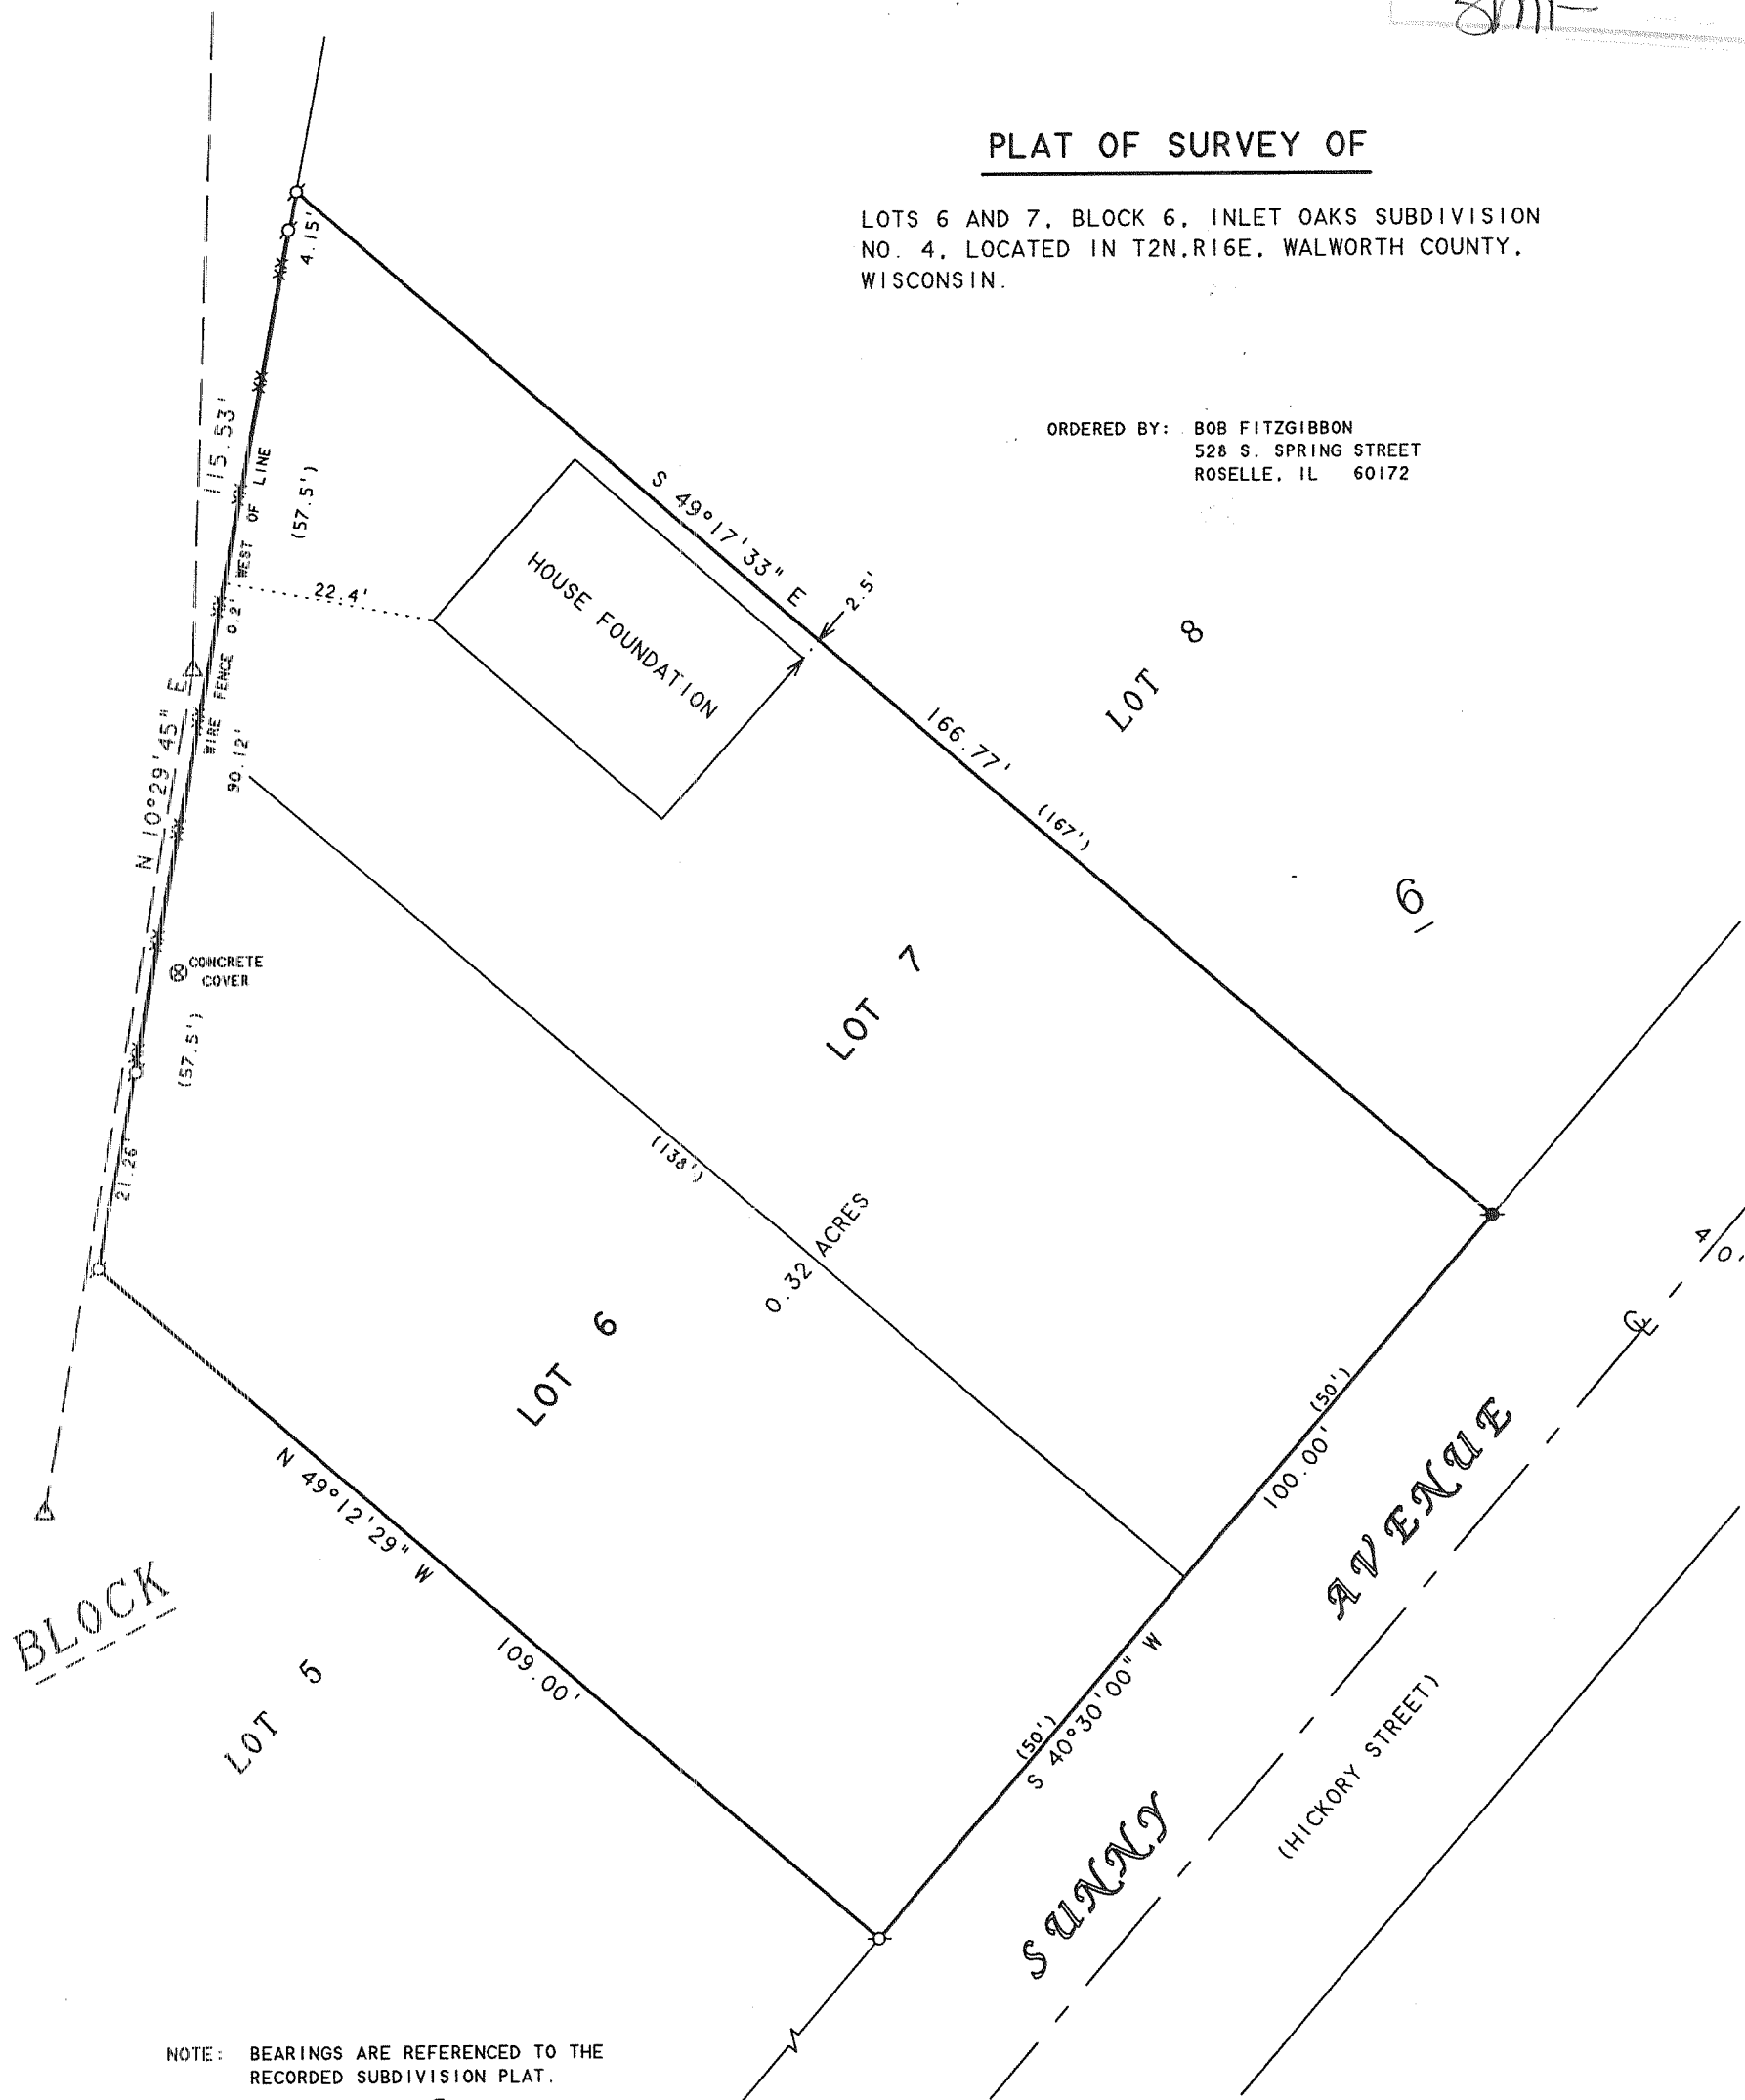 PLAT OF SURVEY OF
LOTS 6 AND 7, BLOCK 6, INLET OAKS SUBDIVISION
NO. 4, LOCATED IN T2N,R16E, WALWORTH COUNTY,
WISCONSIN.
ORDERED BY: BOB FITZGIBBON
528 S. SPRING STREET
ROSELLE, IL 60172
4.15'
115.53'
(57.5')
WIRE FENCE 0.2' WEST OF LINE
22.4'
HOUSE FOUNDATION
S 49°17'33" E
2.5'
LOT 8
N 10°29'45" E
90.12'
166.77'
(167')
6
CONCRETE
COVER
(57.5')
LOT 7
21.26'
(138')
0.32 ACRES
LOT 6
40'
(50')
100.00'
N 49°12'29" W
109.00'
BLOCK
LOT 5
(50')
S 40°30'00" W
SUNNY AVENUE
(HICKORY STREET)
NOTE: BEARINGS ARE REFERENCED TO THE
RECORDED SUBDIVISION PLAT.